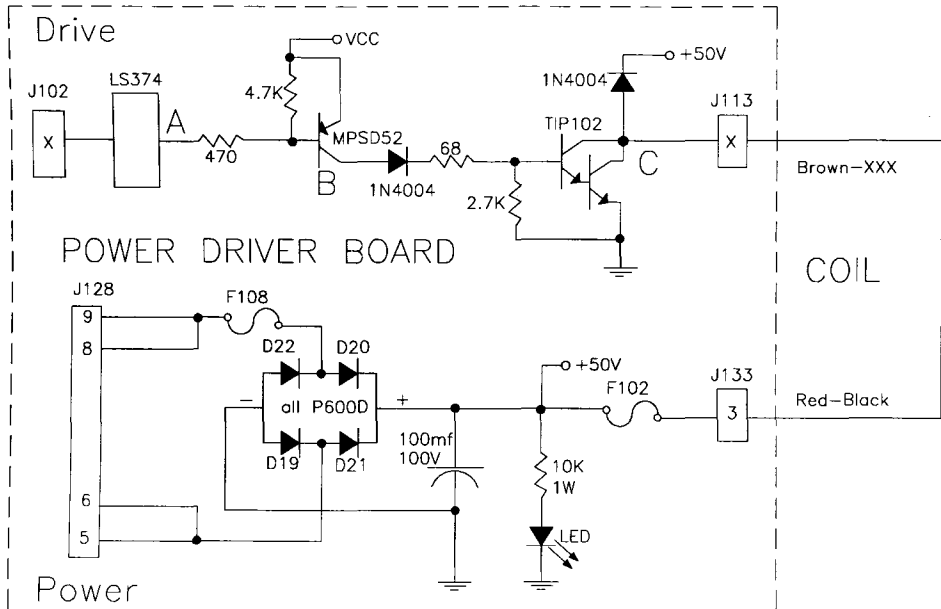 Drive
VCC
+50V
LS374
1N4004
J102
4.7K
J113
A
TIP102
X
MPSD52
68
X
470
C
B
1N4004
Brown-XXX
2.7K
POWER DRIVER BOARD
COIL
J128
F108
9
8
D22
D20
+50V
F102
J133
- all P600D +
Red-Black
3
100mf
100V
D19
D21
10K
1W
6
5
LED
Power